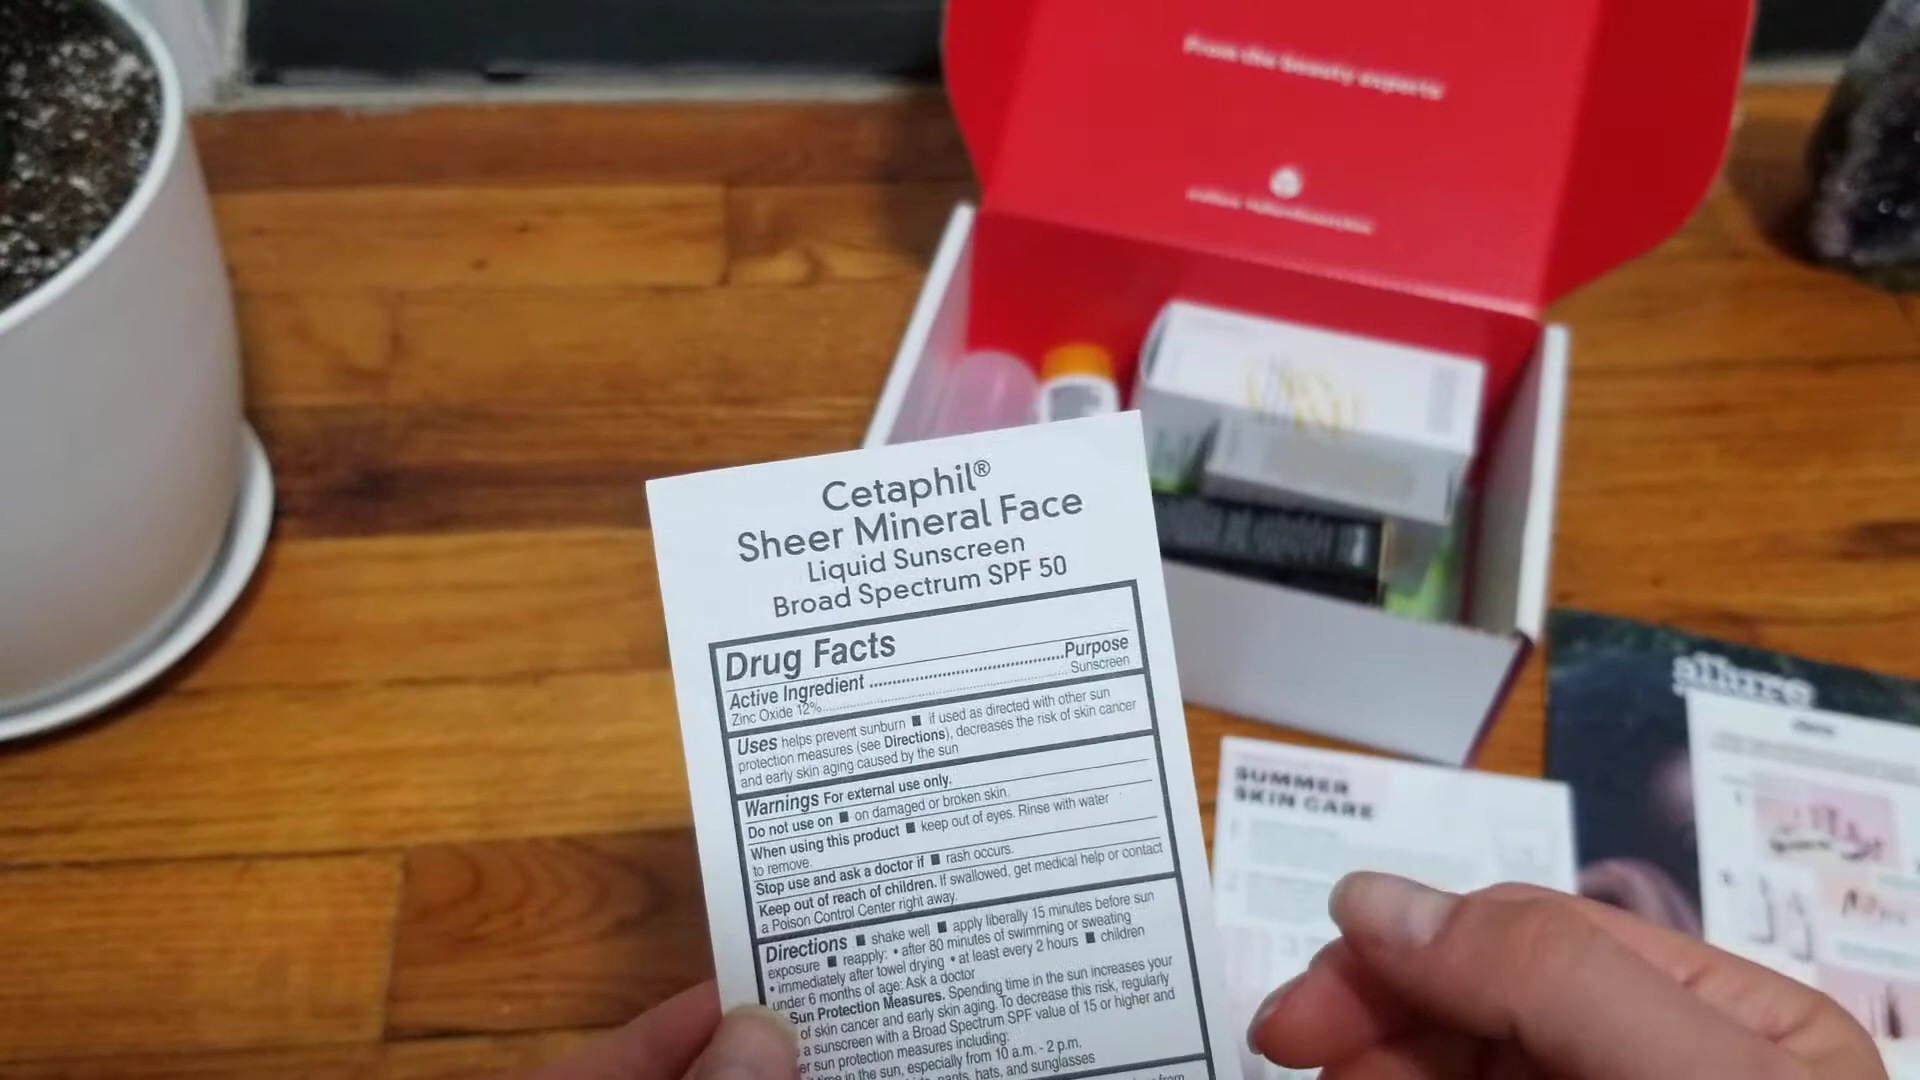 From the beauty experts
Cetaphil®
Sheer Mineral Face
Liquid Sunscreen
Broad Spectrum SPF 50
Drug Facts
Active Ingredient ........................................Purpose
Zinc Oxide 12%........................................ Sunscreen
Uses helps prevent sunburn ■ if used as directed with other sun
protection measures (see Directions), decreases the risk of skin cancer
and early skin aging caused by the sun
Warnings For external use only.
Do not use on ■ on damaged or broken skin.
When using this product ■ keep out of eyes. Rinse with water
to remove.
Stop use and ask a doctor if ■ rash occurs.
Keep out of reach of children. If swallowed, get medical help or contact
a Poison Control Center right away.
Directions ■ shake well ■ apply liberally 15 minutes before sun
exposure ■ reapply: • after 80 minutes of swimming or sweating
• immediately after towel drying • at least every 2 hours ■ children
under 6 months of age: Ask a doctor
Sun Protection Measures. Spending time in the sun increases your
of skin cancer and early skin aging. To decrease this risk, regularly
a sunscreen with a Broad Spectrum SPF value of 15 or higher and
er sun protection measures including:
time in the sun, especially from 10 a.m. - 2 p.m.
pants, hats, and sunglasses
from
allure
SUMMER
SKIN CARE